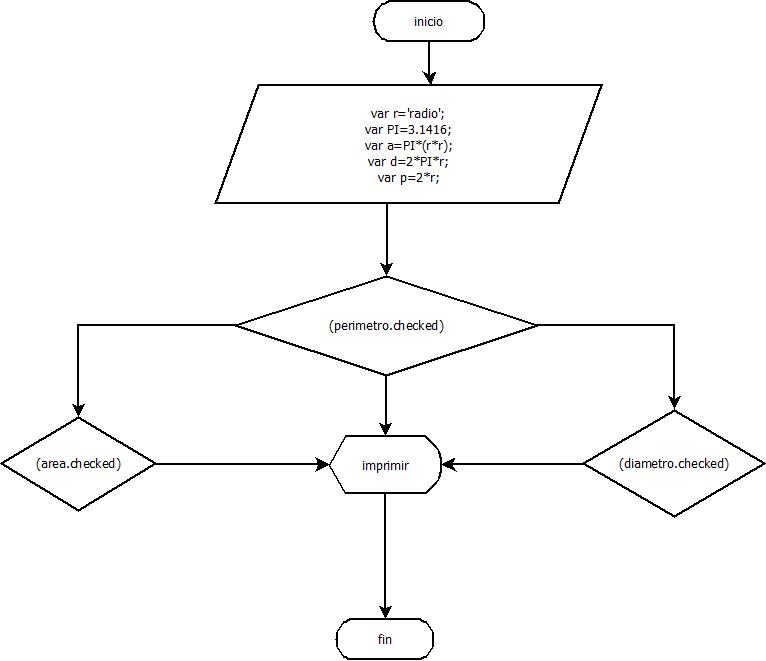 inicio
var r='radio';
var PI=3.1416;
var a=PI*(r*r);
var d=2*PI*r;
var p=2*r;
(perimetro.checked)
(area.checked)
imprimir
(diametro.checked)
fin